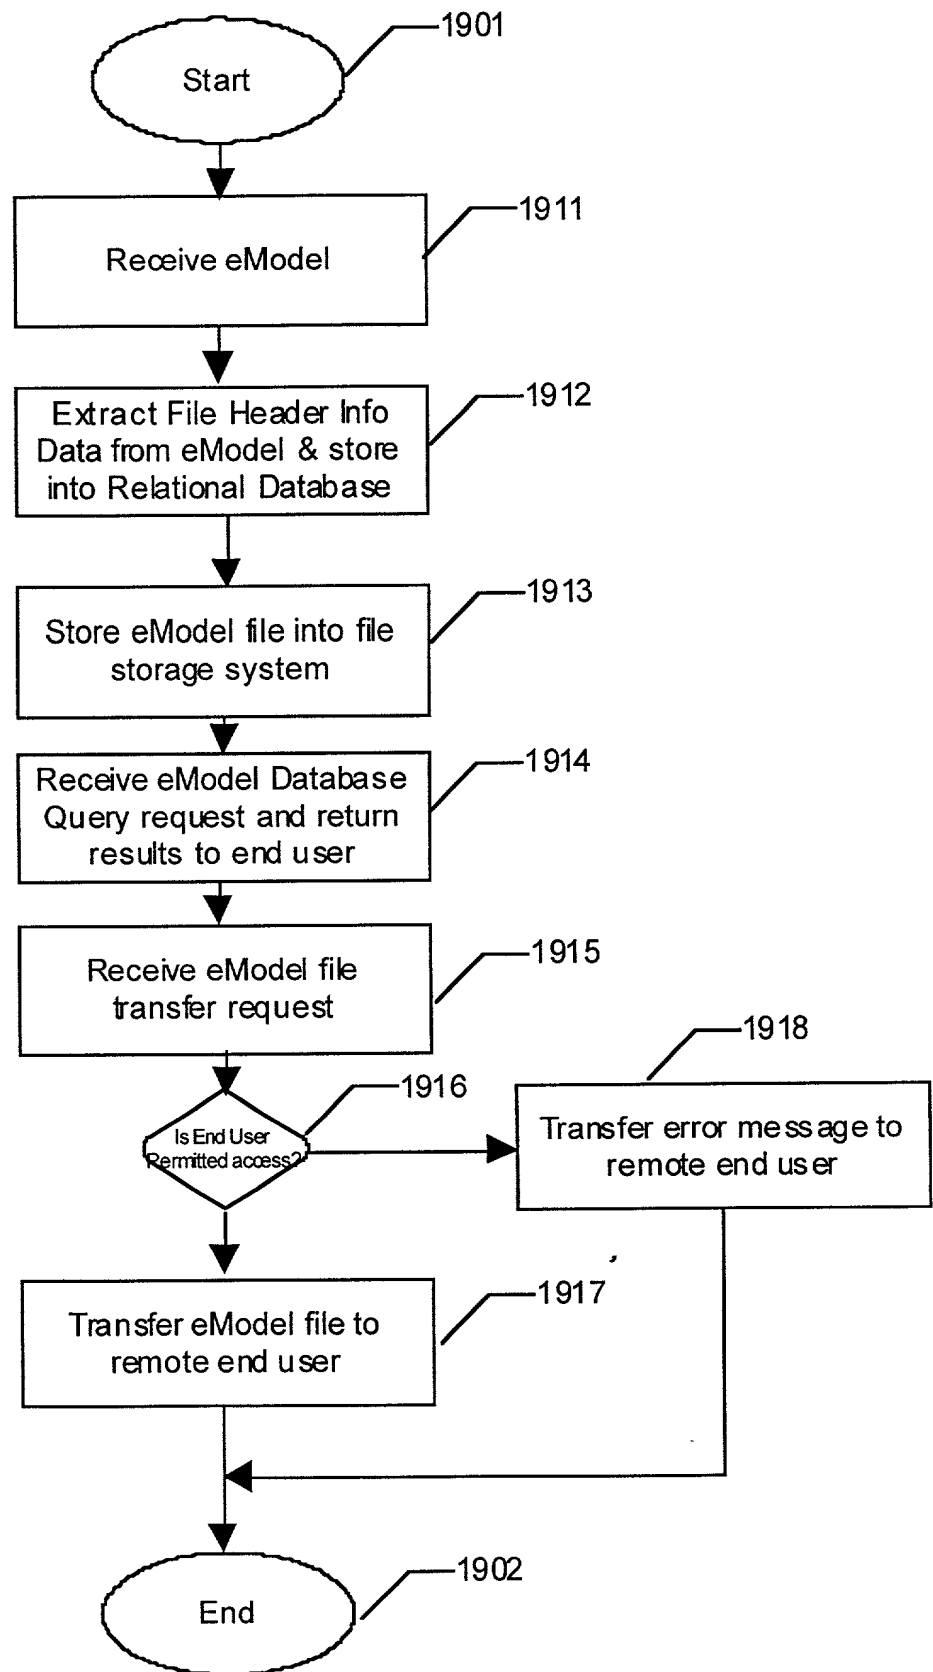 1901
Start
1911
Receive eModel
1912
Extract File Header Info
Data from eModel & store
into Relational Database
1913
Store eModel file into file
storage system
1914
Receive eModel Database
Query request and return
results to end user
1915
Receive eModel file
transfer request
1918
1916
Is End User
Permitted access?
Transfer error message to
remote end user
1917
Transfer eModel file to
remote end user
1902
End